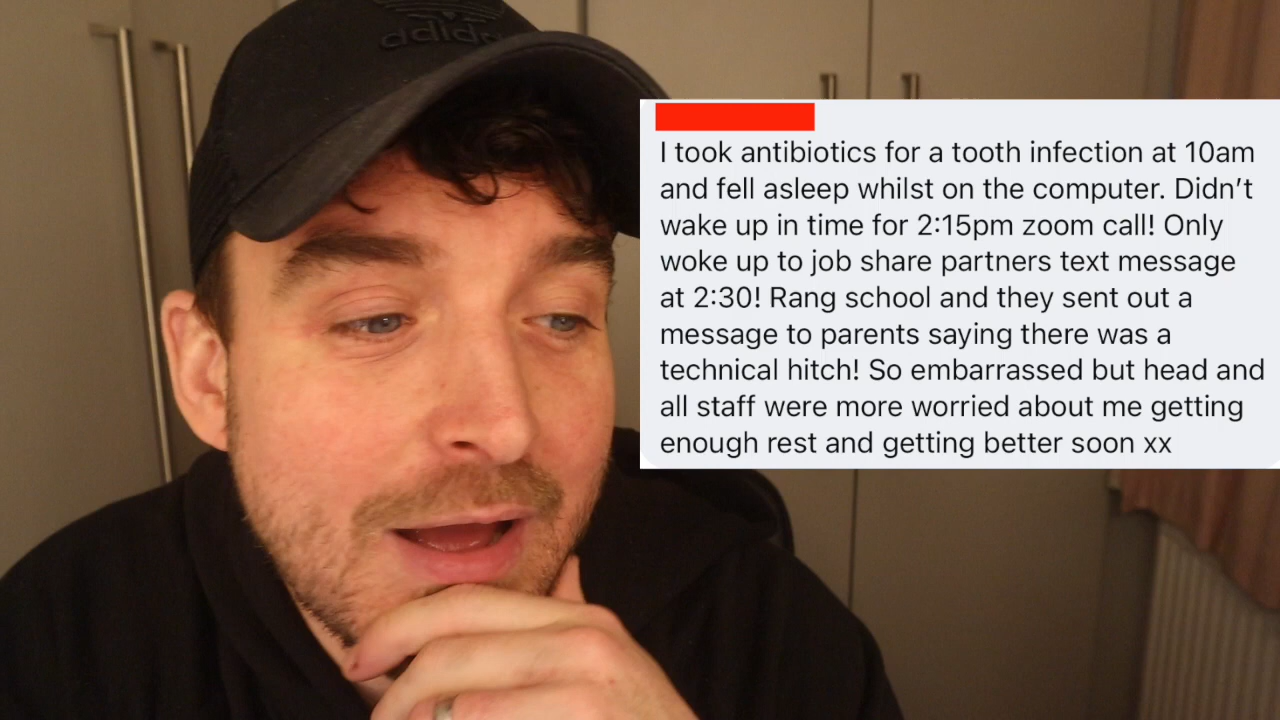 adidas
I took antibiotics for a tooth infection at 10am
and fell asleep whilst on the computer. Didn't
wake up in time for 2:15pm zoom call! Only
woke up to job share partners text message
at 2:30! Rang school and they sent out a
message to parents saying there was a
technical hitch! So embarrassed but head and
all staff were more worried about me getting
enough rest and getting better soon xx